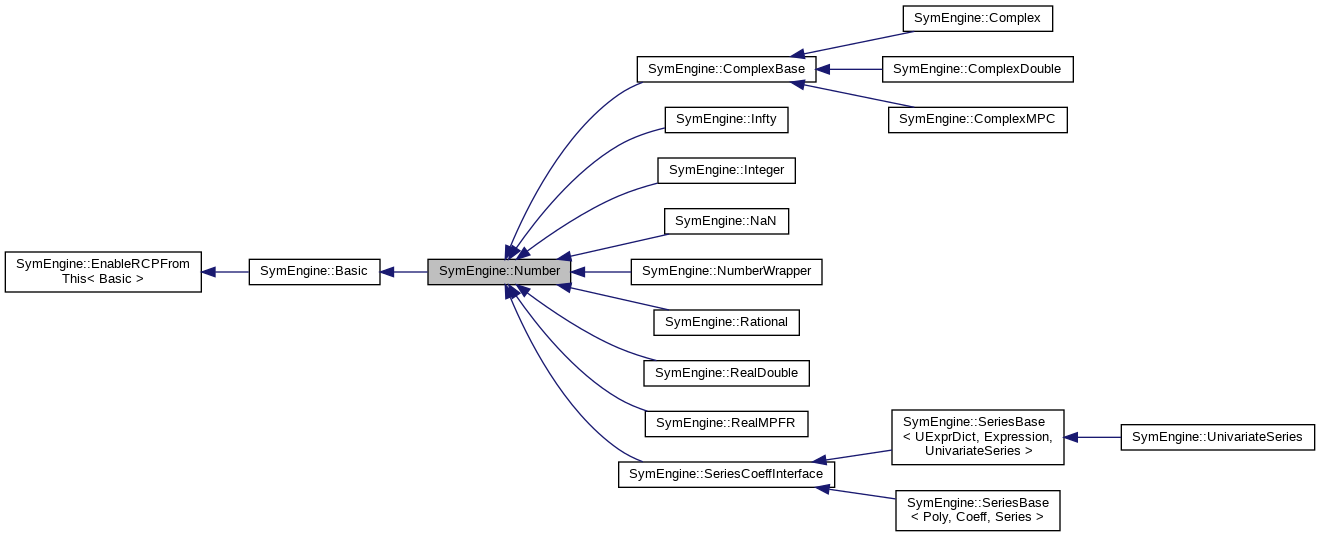 SymEngine::Complex
SymEngine::ComplexBase
SymEngine::ComplexDouble
SymEngine::ComplexMPC
SymEngine::Infty
SymEngine::Integer
SymEngine::NaN
SymEngine::EnableRCPFrom
This< Basic >
SymEngine::Basic
SymEngine::Number
SymEngine::NumberWrapper
SymEngine::Rational
SymEngine::RealDouble
SymEngine::RealMPFR
SymEngine::SeriesCoeffInterface
SymEngine::SeriesBase
< UExprDict, Expression,
UnivariateSeries >
SymEngine::UnivariateSeries
SymEngine::SeriesBase
< Poly, Coeff, Series >